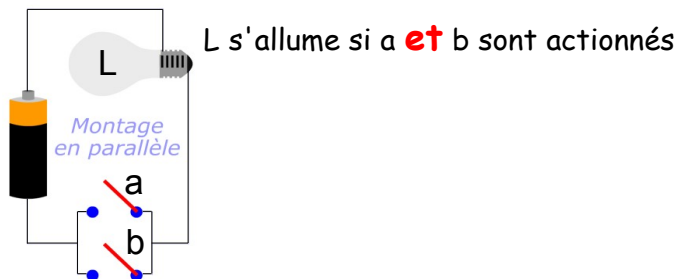 L s'allume si a et b sont actionnés
L
Montage
en parallèle
a
b